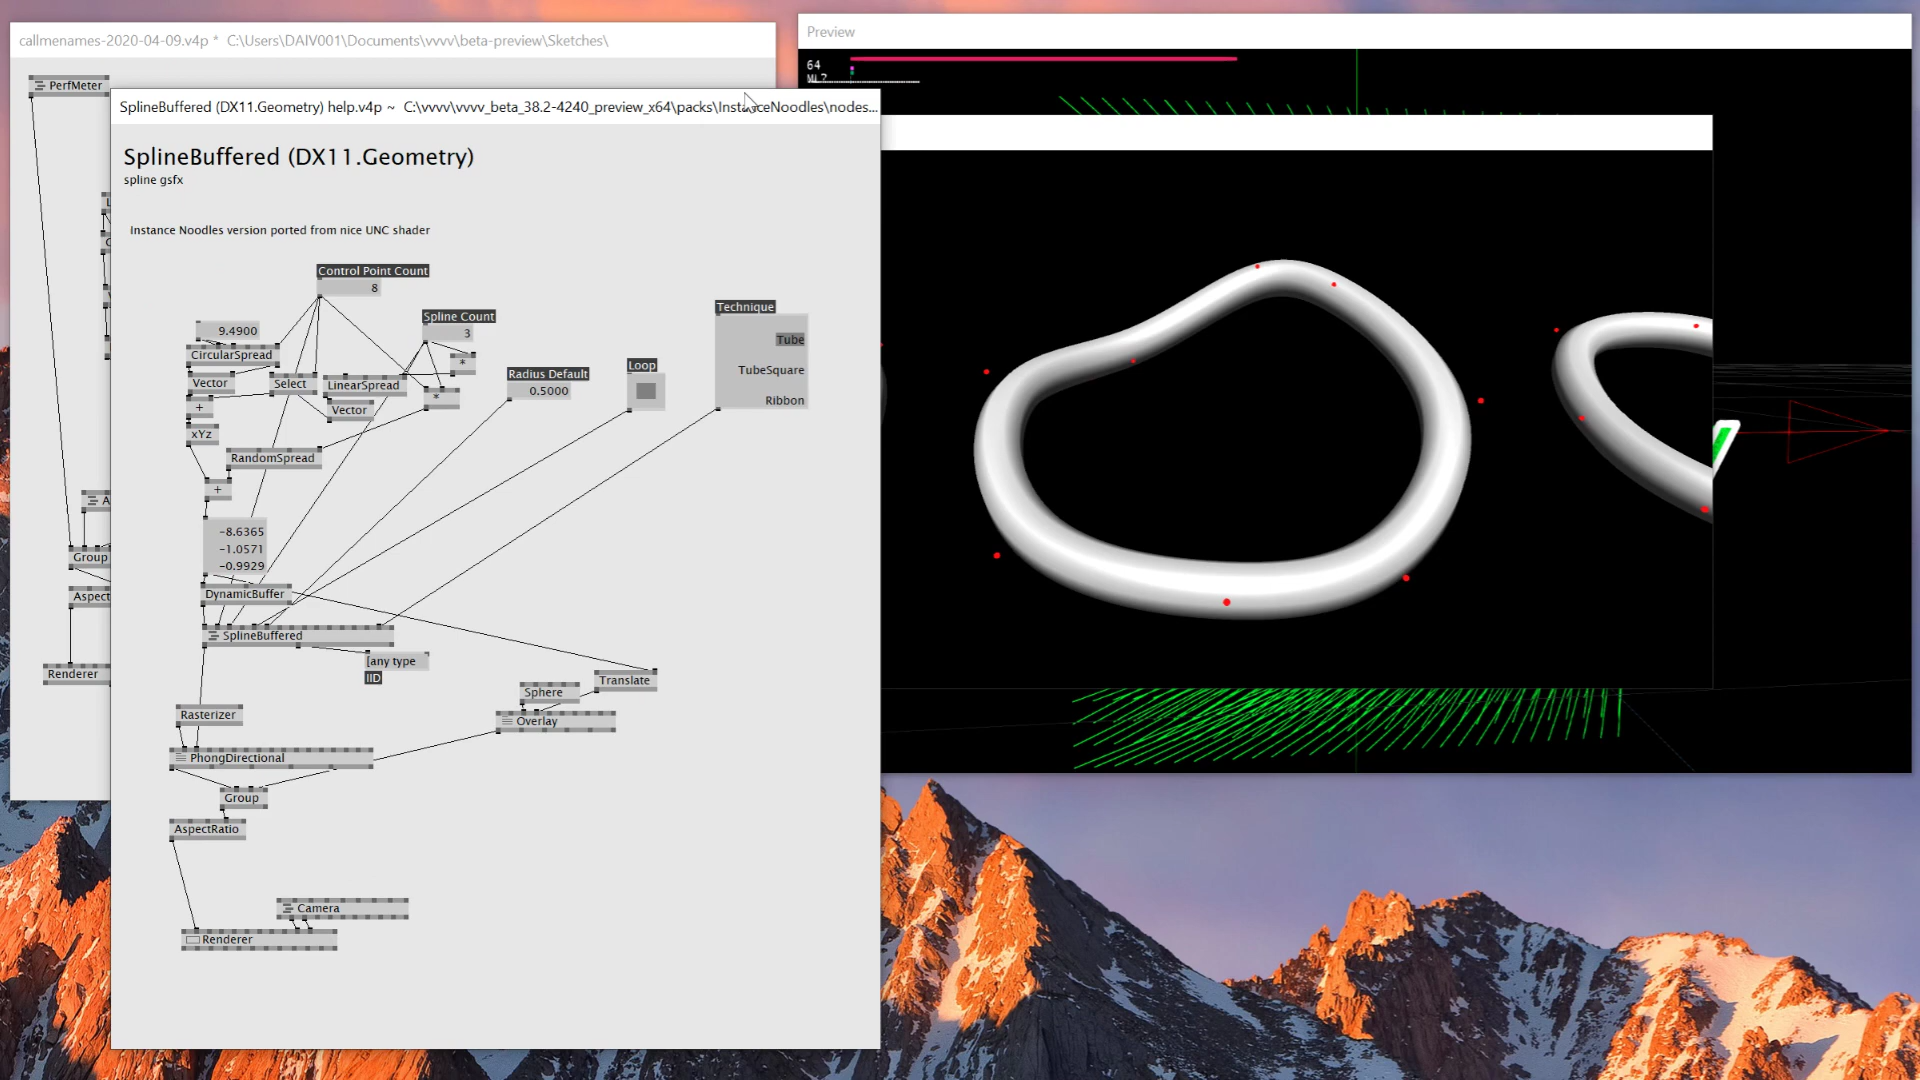 callmenames-2020-04-09.v4p * C:\Users\DAIV001\Documents\vvvv\beta-preview\Sketches\
Preview
PerfMeter
64
SplineBuffered (DX11.Geometry) help.v4p ~ C:\vvvv\vvvv_beta_38.2-4240_preview_x64\packs\InstanceNoodles\nodes...
SplineBuffered (DX11.Geometry)
spline gsfx
Instance Noodles version ported from nice UNC shader
Control Point Count
8
Technique
Spline Count
3
9.4900
Tube
CircularSpread
*
Loop
TubeSquare
Radius Default
0.5000
Vector
Select
LinearSpread
*
Ribbon
+
Vector
xYz
RandomSpread
+
A
-8.6365
-1.0571
-0.9929
Group
DynamicBuffer
Aspect
SplineBuffered
[any type
IID
Renderer
Translate
Sphere
Rasterizer
Overlay
PhongDirectional
Group
AspectRatio
Camera
Renderer